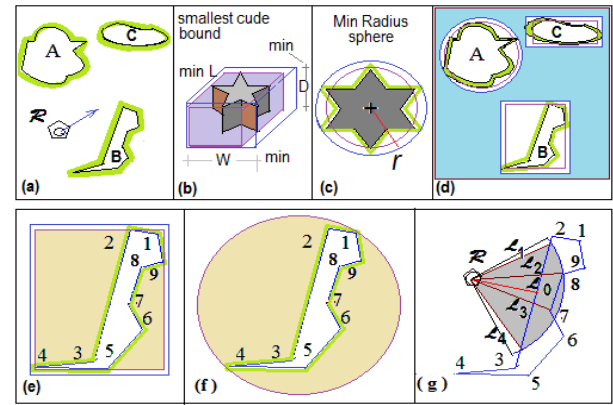 A
C
ℛ
B
(a)
smallest cude
bound
min
min L
D
W
min
(b)
Min Radius
sphere
r
(c)
A
C
B
(d)
2
1
8
9
7
6
4
3
5
(e)
2
1
8
9
7
6
4
3
5
(f)
2
1
ℛ
ℒ1
ℒ2
9
ℒ0
8
ℒ3
7
ℒ4
6
4
3
5
(g)